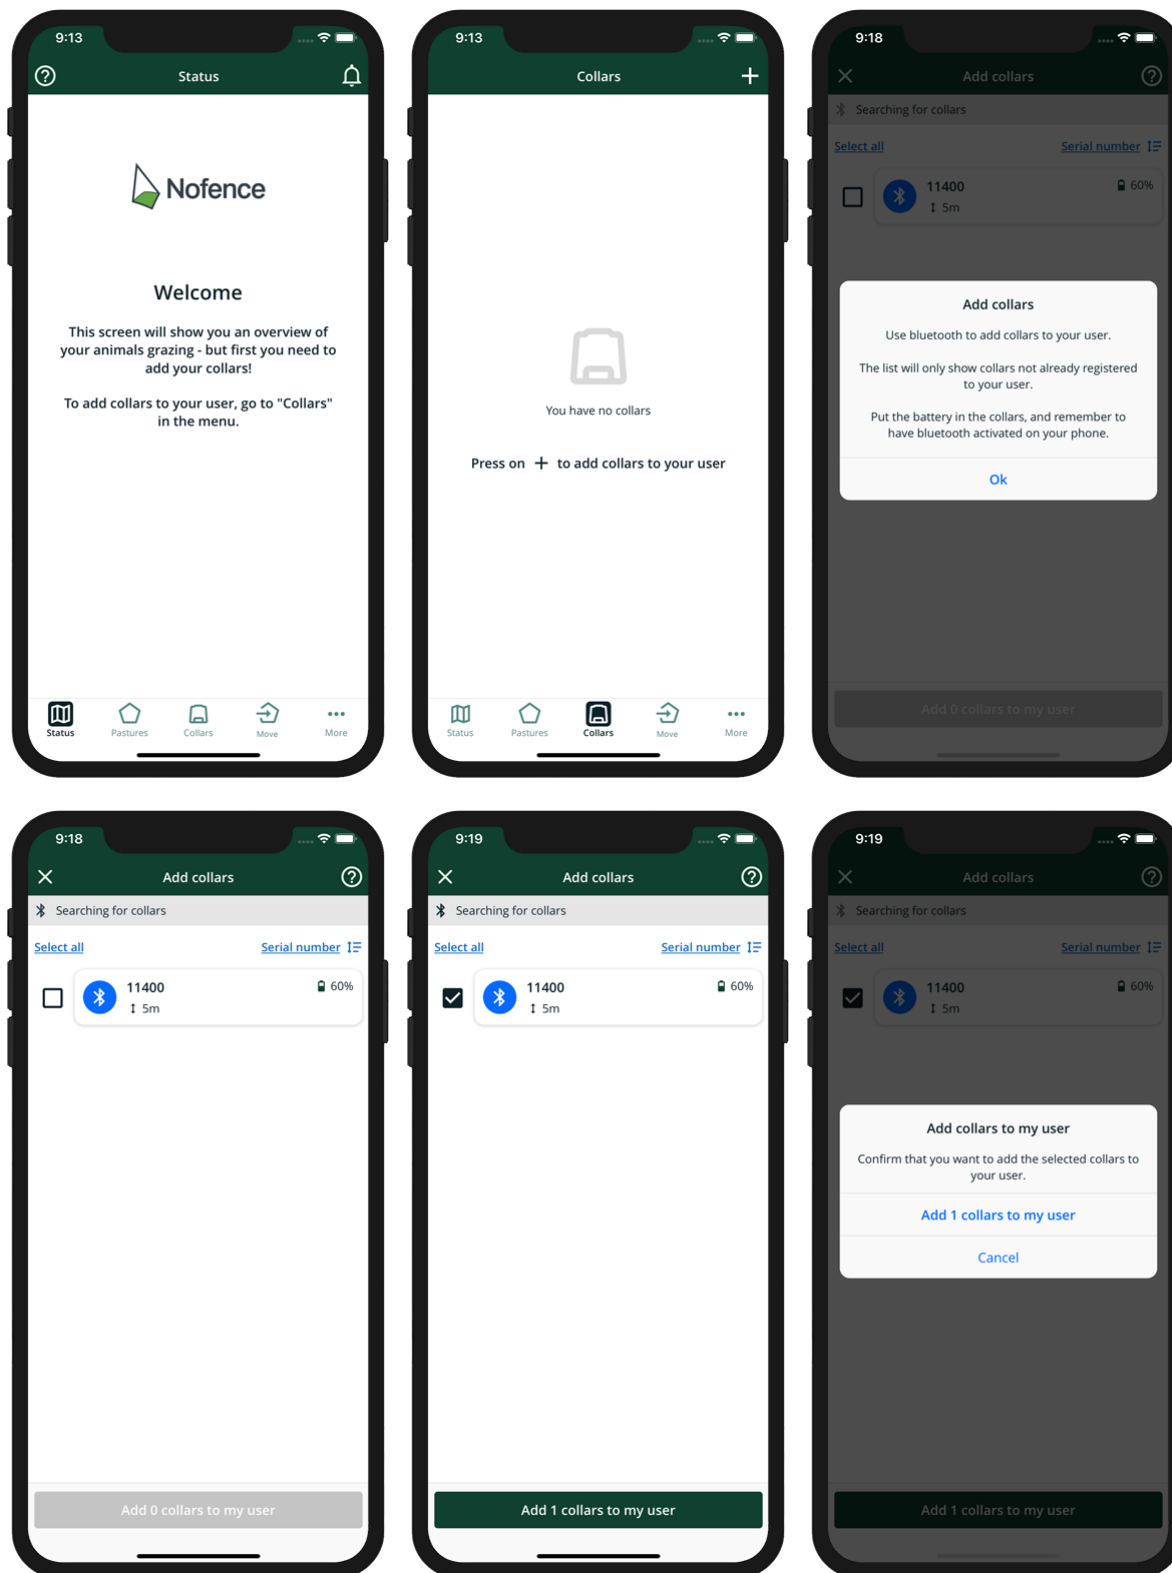 9:13
Status
Nofence
Welcome
This screen will show you an overview of
your animals grazing - but first you need to
add your collars!
To add collars to your user, go to "Collars"
in the menu.
Status Pastures Collars Move More
9:13
Collars
You have no collars
Press on + to add collars to your user
Status Pastures Collars Move More
9:18
Add collars
Searching for collars
Select all Serial number
11400 60%
5m
Add collars
Use bluetooth to add collars to your user.
The list will only show collars not already registered
to your user.
Put the battery in the collars, and remember to
have bluetooth activated on your phone.
Ok
Add 0 collars to my user
9:18
Add collars
Searching for collars
Select all Serial number
11400 60%
5m
Add 0 collars to my user
9:19
Add collars
Searching for collars
Select all Serial number
11400 60%
5m
Add 1 collars to my user
9:19
Add collars
Searching for collars
Select all Serial number
11400 60%
5m
Add collars to my user
Confirm that you want to add the selected collars to
your user.
Add 1 collars to my user
Cancel
Add 1 collars to my user